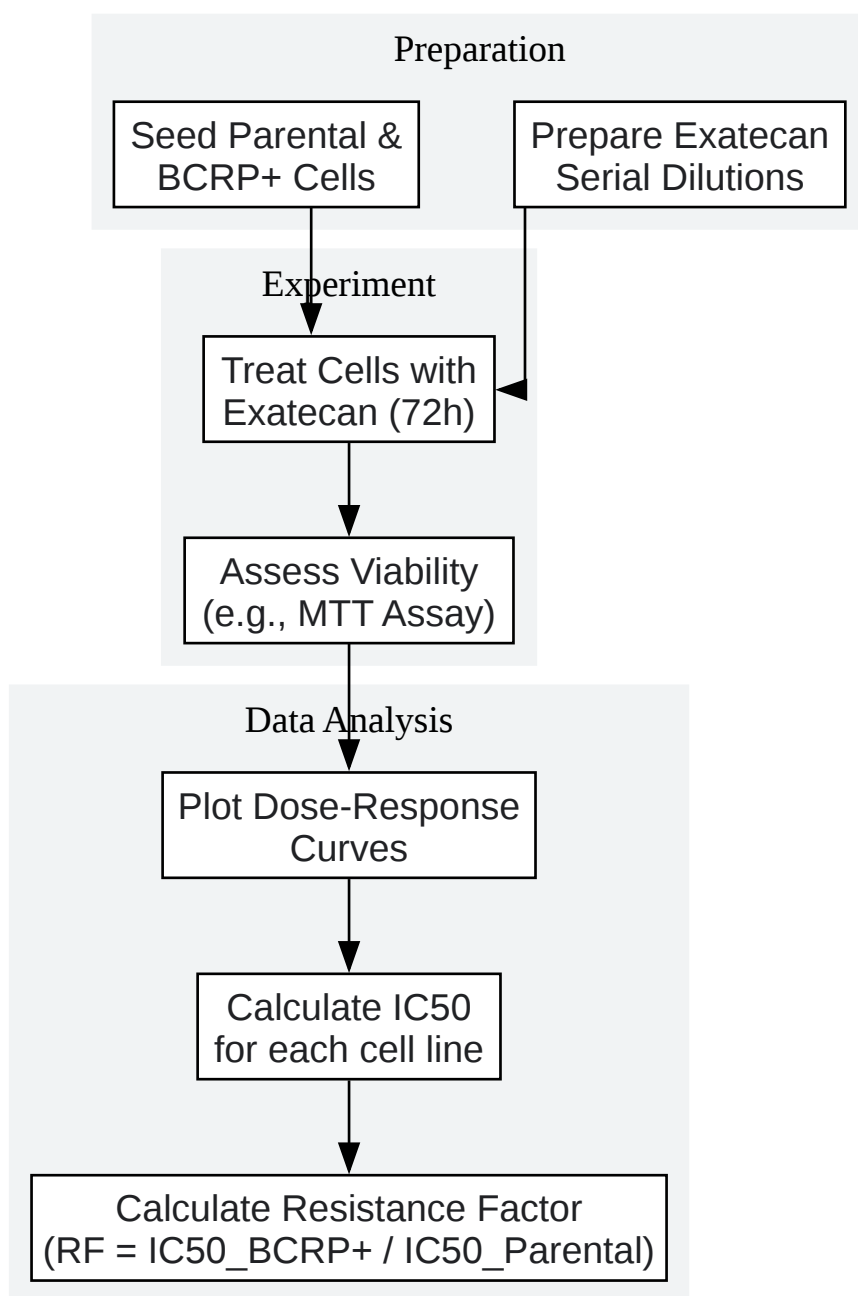 Preparation
Seed Parental &
BCRP+ Cells
Prepare Exatecan
Serial Dilutions
Experiment
Treat Cells with
Exatecan (72h)
Assess Viability
(e.g., MTT Assay)
Data Analysis
Plot Dose-Response
Curves
Calculate IC50
for each cell line
Calculate Resistance Factor
(RF = IC50_BCRP+ / IC50_Parental)